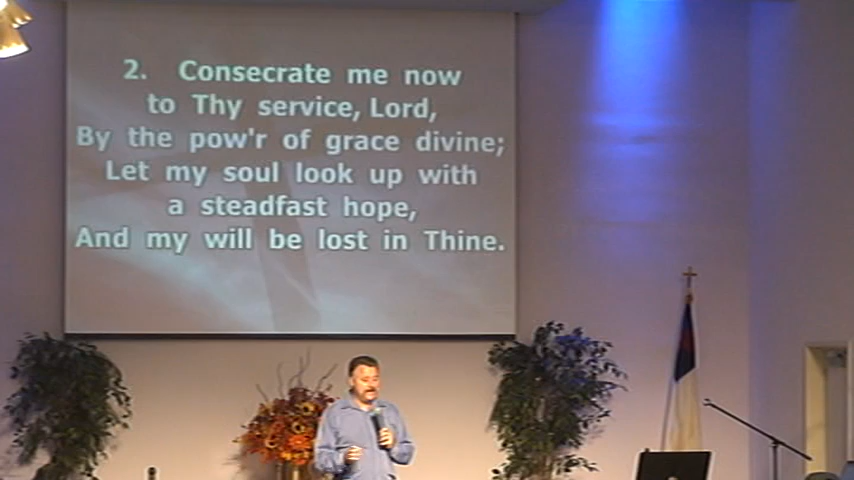 2. Consecrate me now
to Thy service, Lord,
By the pow'r of grace divine;
Let my soul look up with
a steadfast hope,
And my will be lost in Thine.